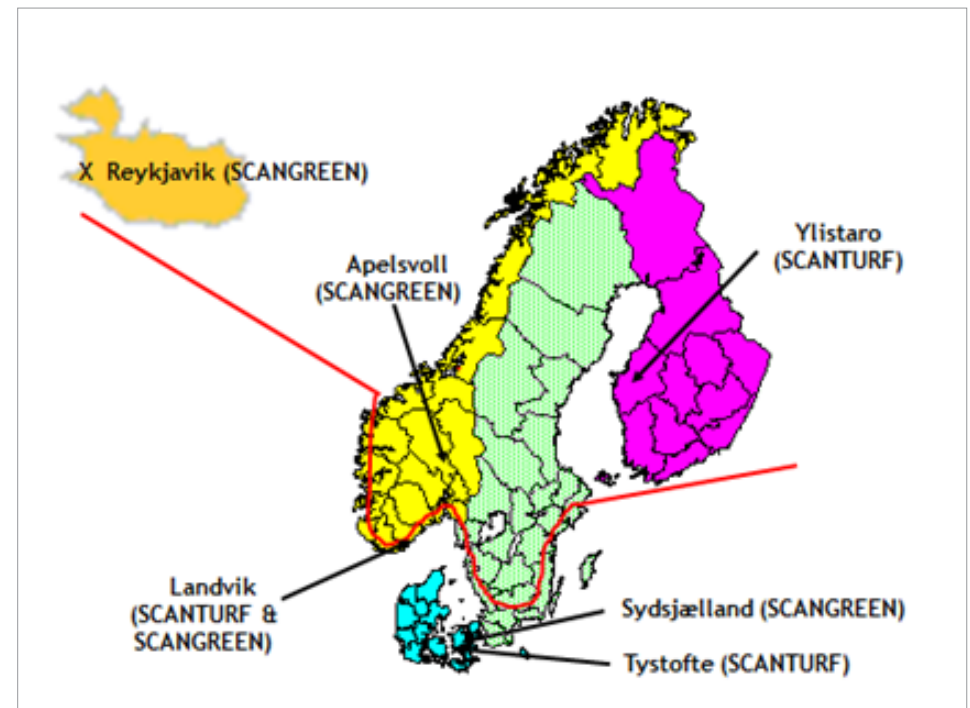 X Reykjavik (SCANGREEN)
Ylistaro
(SCANTURF)
Apelsvoll
(SCANGREEN)
Landvik
(SCANTURF &
SCANGREEN)
Sydsjælland (SCANGREEN)
Tystofte (SCANTURF)